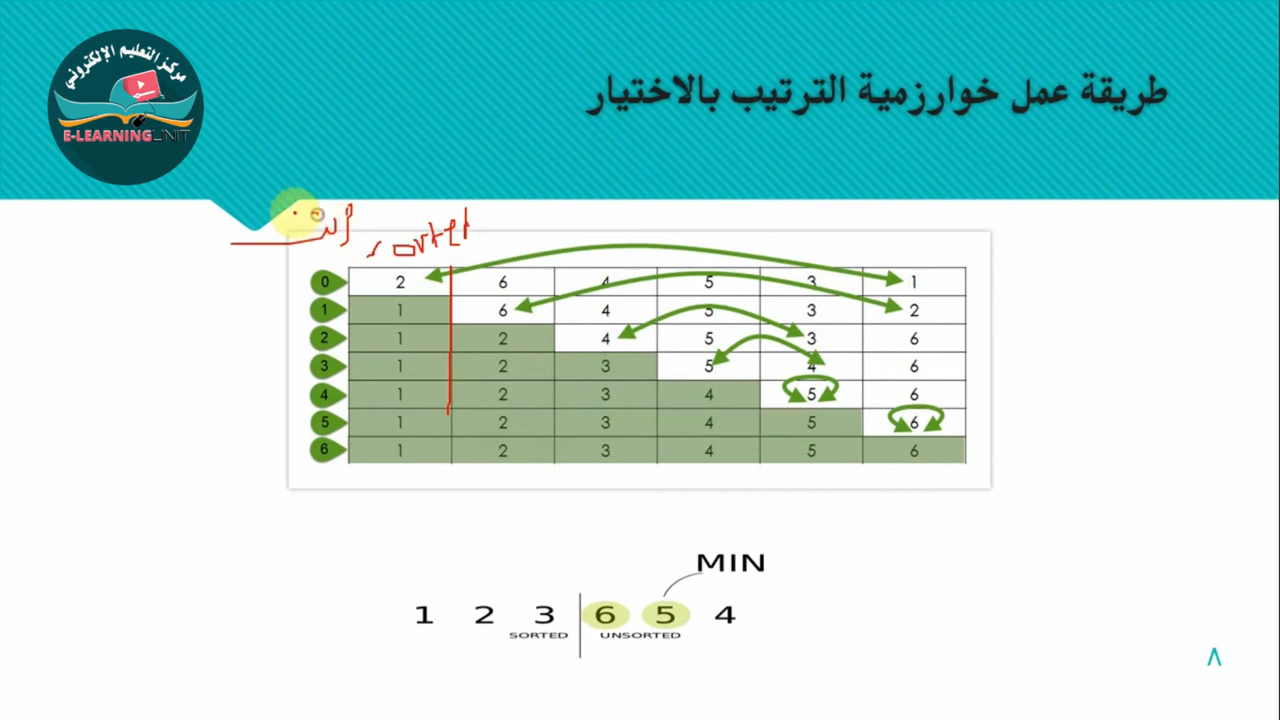 مركز التعليم الإلكتروني
E-LEARNING UNIT
طريقة عمل خوارزمية الترتيب بالاختيار
sorted
0 2 6 4 5 3 1
1 1 6 4 5 3 2
2 1 2 4 5 3 6
3 1 2 3 5 4 6
4 1 2 3 4 5 6
5 1 2 3 4 5 6
6 1 2 3 4 5 6
MIN
1 2 3 6 5 4
SORTED UNSORTED
٨